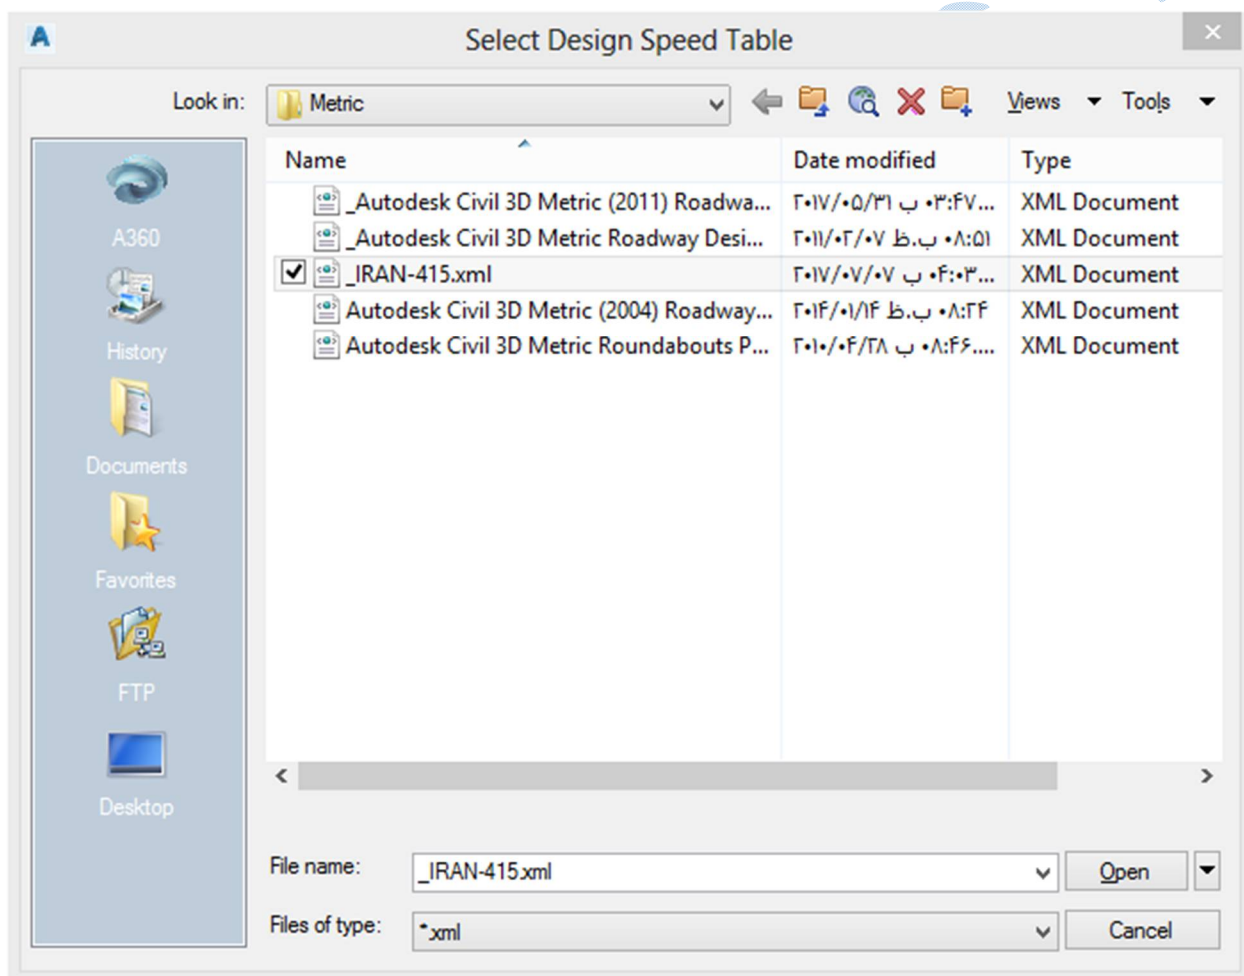 Select Design Speed Table
Look in: Metric Views Tools
Name Date modified Type
_Autodesk Civil 3D Metric (2011) Roadwa... ۲۰۱۷/۰۵/۳۱ ب ۰۳:۴۷... XML Document
_Autodesk Civil 3D Metric Roadway Desi... ۲۰۱۱/۰۲/۰۷ ب.ظ ۰۸:۵۱ XML Document
_IRAN-415.xml ۲۰۱۷/۰۷/۰۷ ب ۰۴:۰۳... XML Document
Autodesk Civil 3D Metric (2004) Roadway... ۲۰۱۴/۰۱/۱۴ ب.ظ ۰۸:۲۴ XML Document
Autodesk Civil 3D Metric Roundabouts P... ۲۰۱۰/۰۴/۲۸ ب ۰۸:۴۶.... XML Document
A360
History
Documents
Favorites
FTP
Desktop
File name: _IRAN-415.xml Open
Files of type: *.xml Cancel